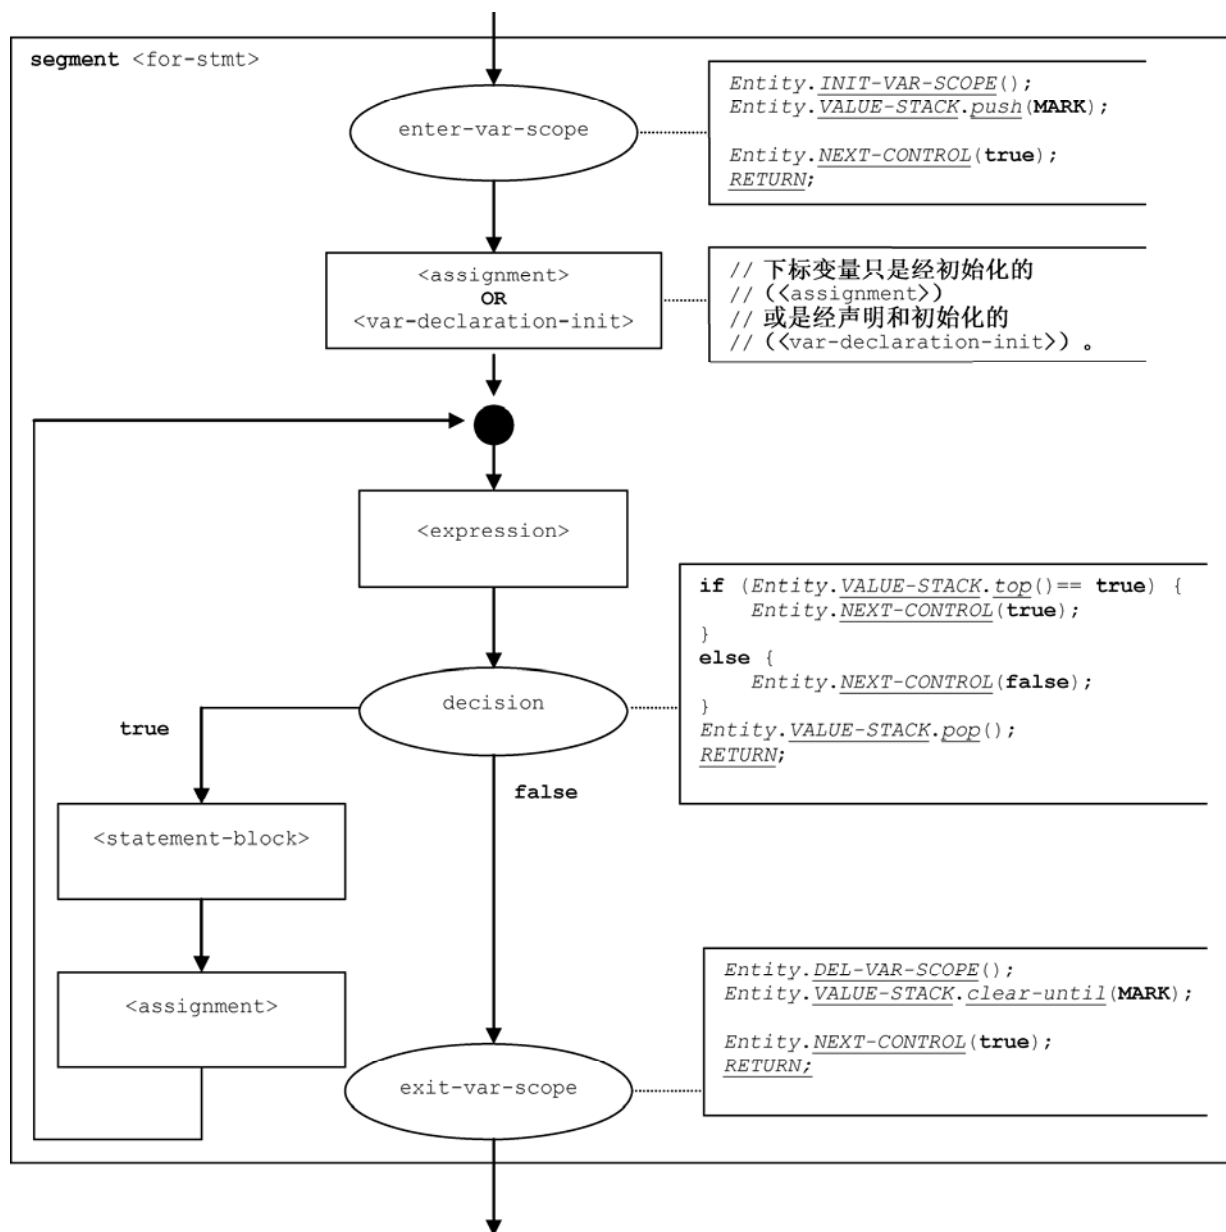 segment <for-stmt>
enter-var-scope
Entity.INIT-VAR-SCOPE();
Entity.VALUE-STACK.push(MARK);
Entity.NEXT-CONTROL(true);
RETURN;
<assignment>
OR
<var-declaration-init>
// 下标变量只是经初始化的
// (<assignment>)
// 或是经声明和初始化的
// (<var-declaration-init>) 。
<expression>
decision
if (Entity.VALUE-STACK.top()== true) {
Entity.NEXT-CONTROL(true);
}
else {
Entity.NEXT-CONTROL(false);
}
Entity.VALUE-STACK.pop();
RETURN;
true
false
<statement-block>
<assignment>
exit-var-scope
Entity.DEL-VAR-SCOPE();
Entity.VALUE-STACK.clear-until(MARK);
Entity.NEXT-CONTROL(true);
RETURN;